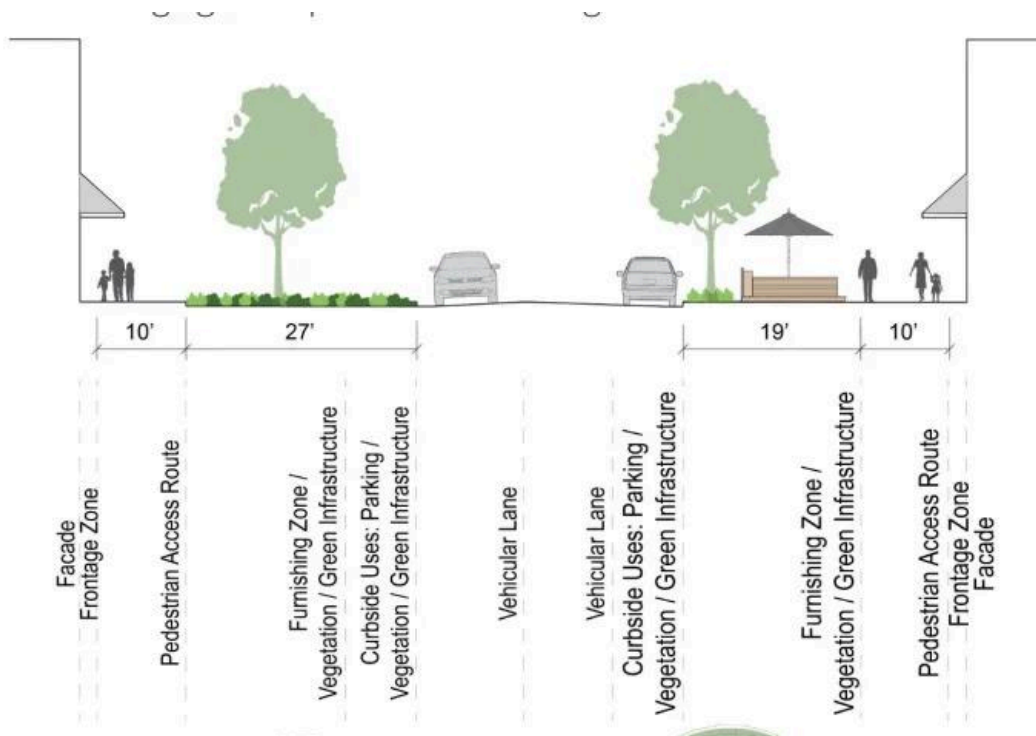 10'
27'
19'
10'
Facade
Frontage Zone
Pedestrian Access Route
Furnishing Zone /
Vegetation / Green Infrastructure
Curbside Uses: Parking /
Vegetation / Green Infrastructure
Vehicular Lane
Vehicular Lane
Curbside Uses: Parking /
Vegetation / Green Infrastructure
Furnishing Zone /
Vegetation / Green Infrastructure
Pedestrian Access Route
Frontage Zone
Facade